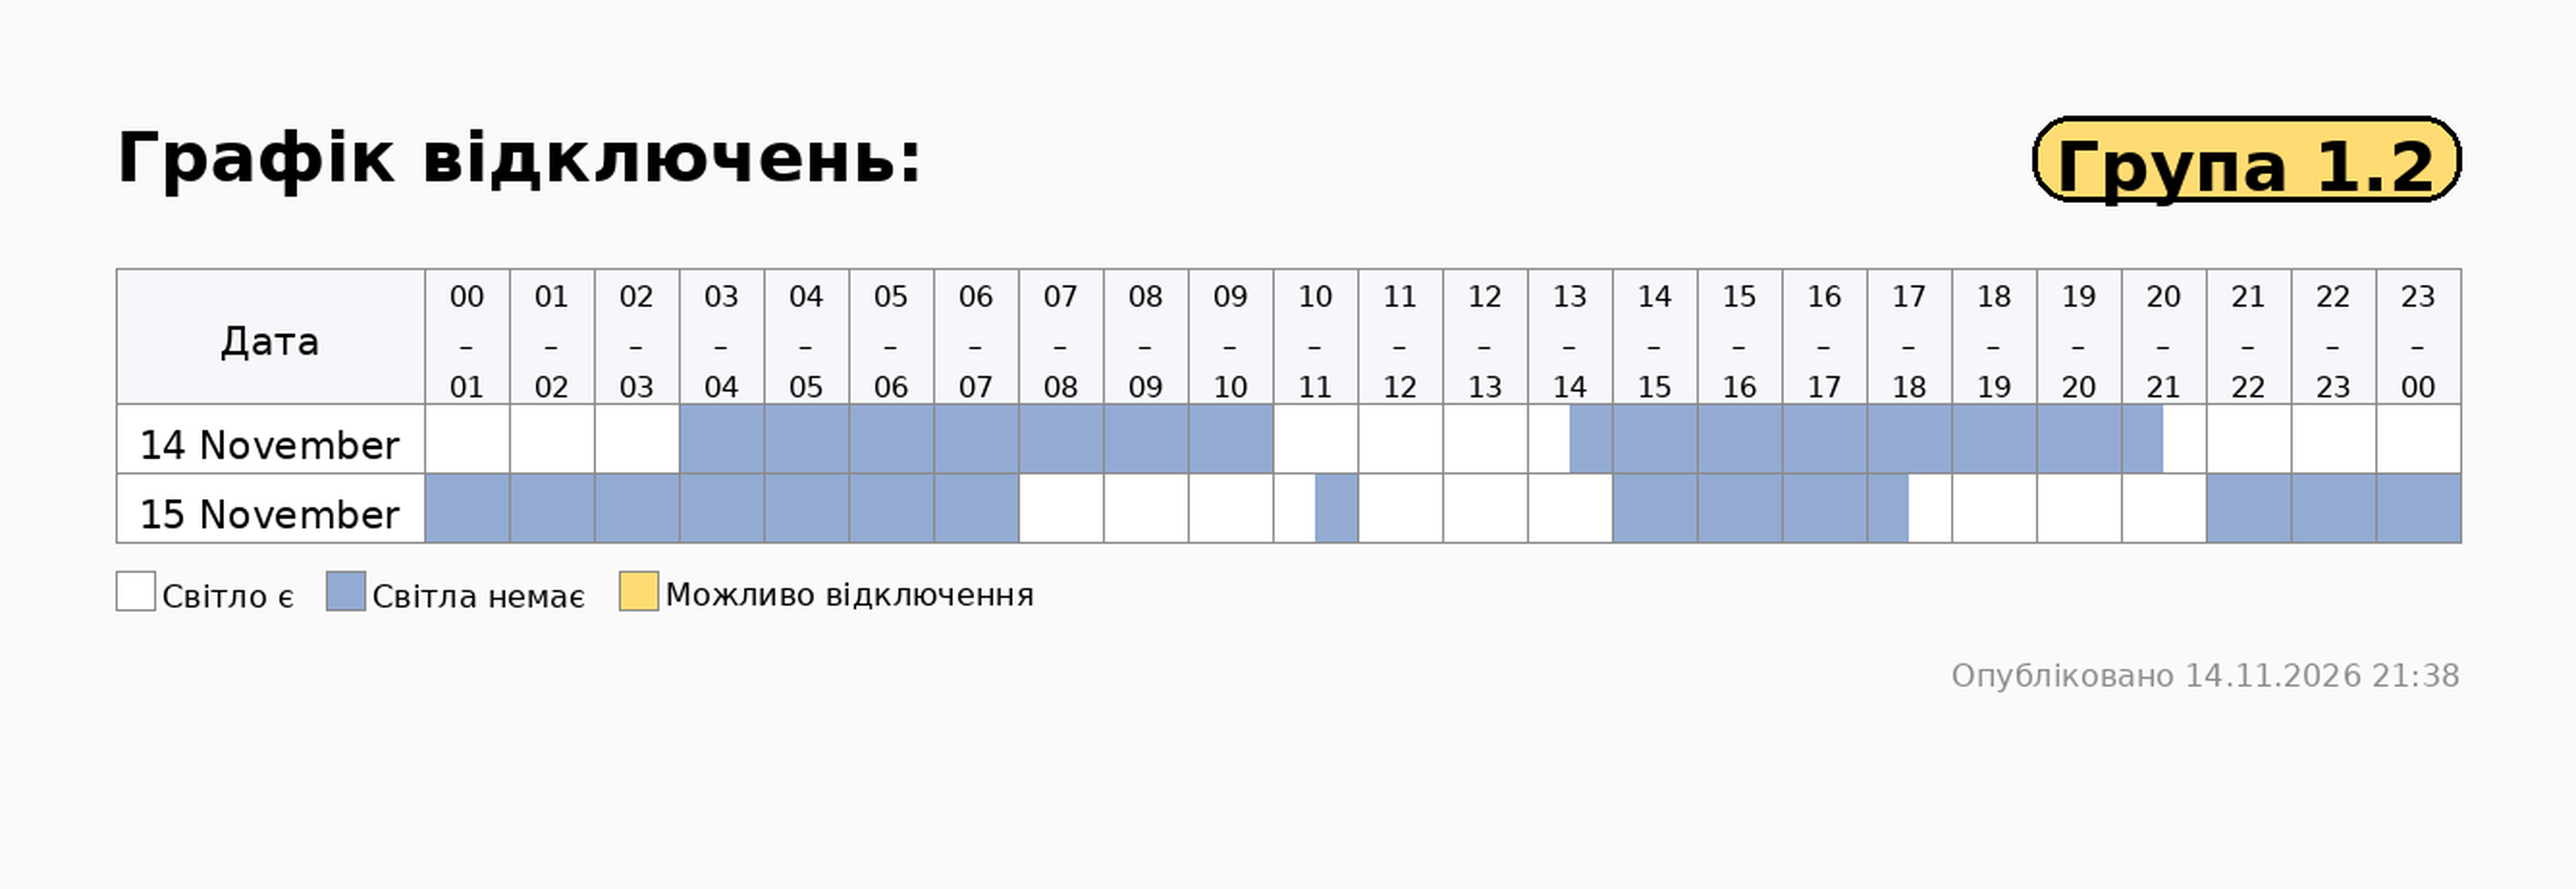 Графік відключень:
Група 1.2
Дата 00 – 01 01 – 02 02 – 03 03 – 04 04 – 05 05 – 06 06 – 07 07 – 08 08 – 09 09 – 10 10 – 11 11 – 12 12 – 13 13 – 14 14 – 15 15 – 16 16 – 17 17 – 18 18 – 19 19 – 20 20 – 21 21 – 22 22 – 23 23 – 00
14 November
15 November
Світло є Світла немає Можливо відключення
Опубліковано 14.11.2026 21:38